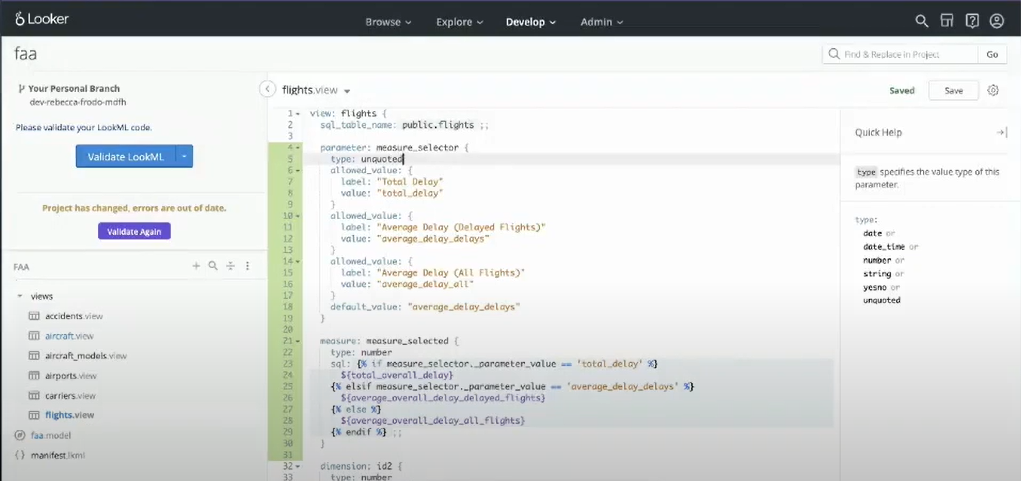 Looker
Browse Explore Develop Admin
faa
Find & Replace in Project Go
Your Personal Branch
dev-rebecca-frodo-mdfh
Please validate your LookML code.
Validate LookML
Project has changed, errors are out of date.
Validate Again
FAA
views
accidents.view
aircraft.view
aircraft_models.view
airports.view
carriers.view
flights.view
faa.model
manifest.lkml
flights.view
Saved Save
1 view: flights {
2 sql_table_name: public.flights ;;
3
4 parameter: measure_selector {
5 type: unquoted
6 allowed_value: {
7 label: "Total Delay"
8 value: "total_delay"
9 }
10 allowed_value: {
11 label: "Average Delay (Delayed Flights)"
12 value: "average_delay_delays"
13 }
14 allowed_value: {
15 label: "Average Delay (All Flights)"
16 value: "average_delay_all"
17 }
18 default_value: "average_delay_delays"
19 }
20
21 measure: measure_selected {
22 type: number
23 sql: {% if measure_selector._parameter_value == 'total_delay' %}
24 ${total_overall_delay}
25 {% elsif measure_selector._parameter_value == 'average_delay_delays' %}
26 ${average_overall_delay_delayed_flights}
27 {% else %}
28 ${average_overall_delay_all_flights}
29 {% endif %} ;;
30 }
31
32 dimension: id2 {
33 type: number
Quick Help
type specifies the value type of this
parameter.
type:
date or
date_time or
number or
string or
yesno or
unquoted